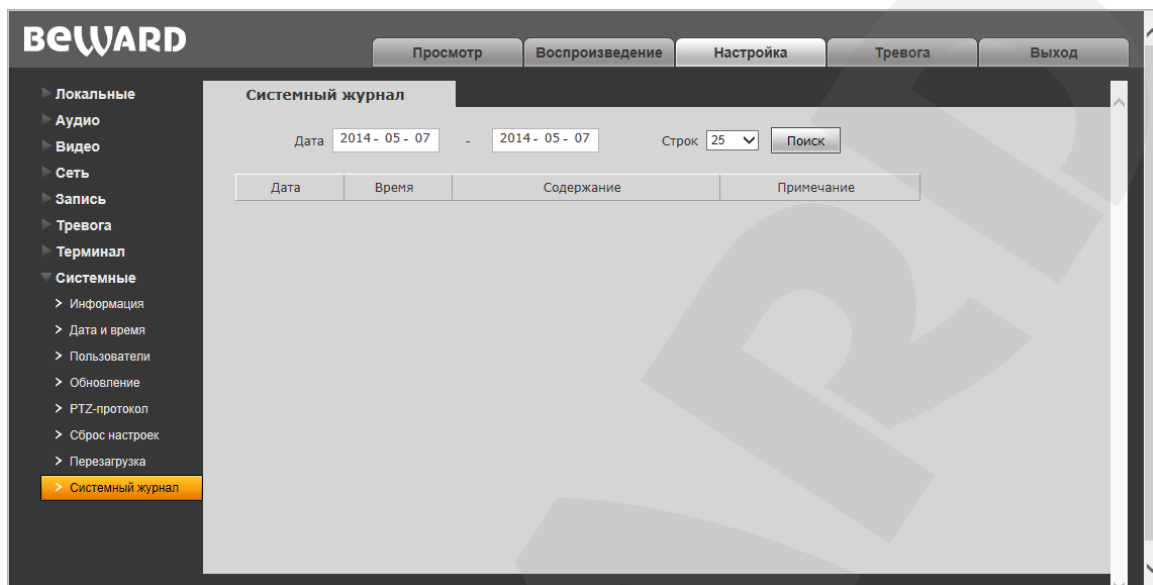 BEWARD
Просмотр Воспроизведение Настройка Тревога Выход
Локальные
Аудио
Видео
Сеть
Запись
Тревога
Терминал
Системные
Информация
Дата и время
Пользователи
Обновление
PTZ-протокол
Сброс настроек
Перезагрузка
Системный журнал
Системный журнал
Дата 2014 - 05 - 07 - 2014 - 05 - 07 Строк 25 Поиск
Дата Время Содержание Примечание